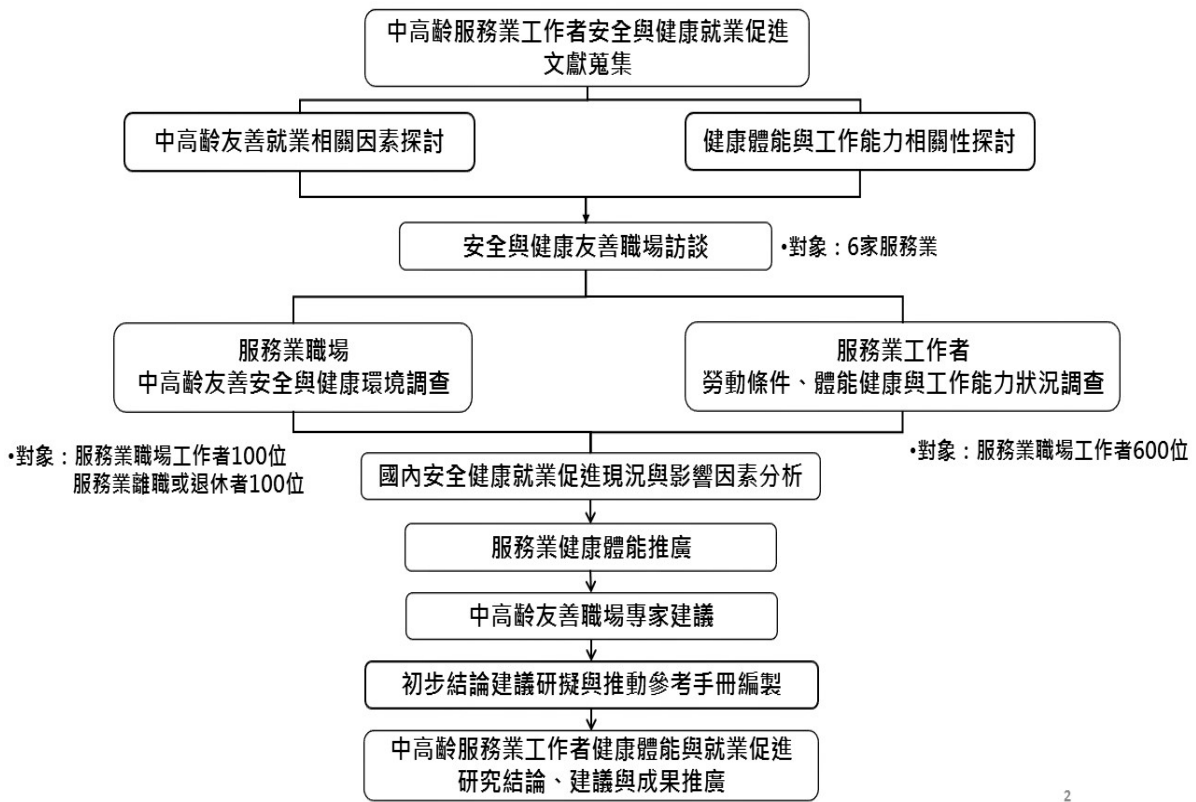 中高齡服務業工作者安全與健康就業促進
文獻蒐集
中高齡友善就業相關因素探討
健康體能與工作能力相關性探討
安全與健康友善職場訪談
•對象：6家服務業
服務業職場
中高齡友善安全與健康環境調查
服務業工作者
勞動條件、體能健康與工作能力狀況調查
•對象：服務業職場工作者100位
服務業離職或退休者100位
•對象：服務業職場工作者600位
國內安全健康就業促進現況與影響因素分析
服務業健康體能推廣
中高齡友善職場專家建議
初步結論建議研擬與推動參考手冊編製
中高齡服務業工作者健康體能與就業促進
研究結論、建議與成果推廣
2